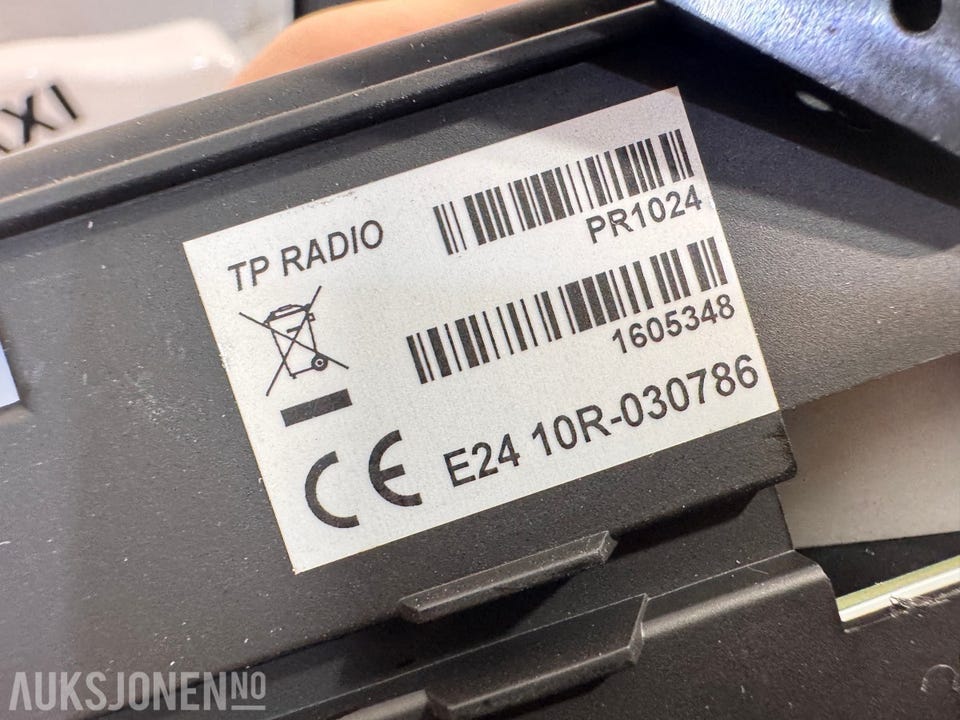 TP RADIO
PR1024
1605348
CE E24 10R-030786
AUKSJONEN NO